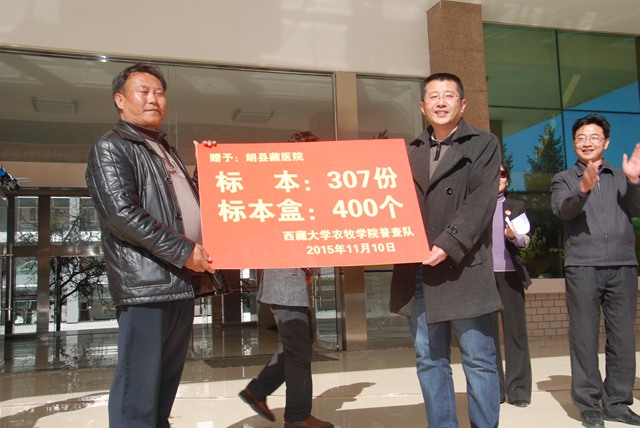 赠予：朗县藏医院
标 本：307份
标本盒：400个
西藏大学农牧学院普查队
2015年11月10日